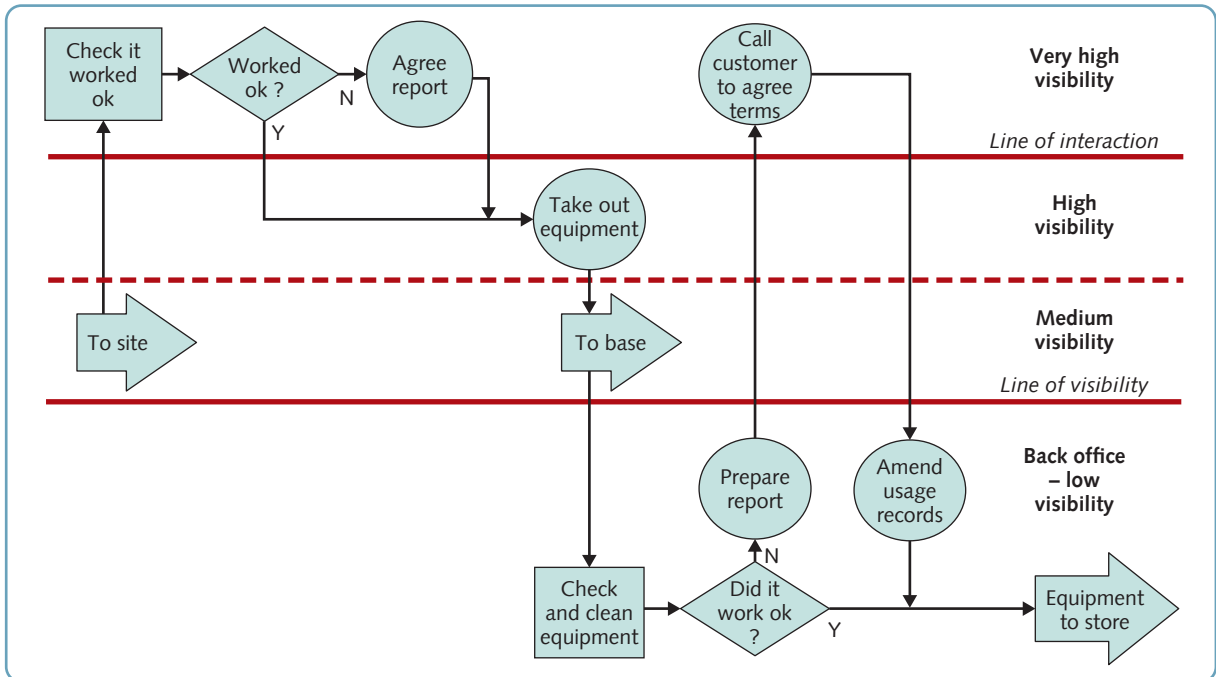 Check it
worked
ok
Worked
ok ?
N
Y
Agree
report
Call
customer
to agree
terms
Very high
visibility
Line of interaction
Take out
equipment
High
visibility
To site
To base
Medium
visibility
Line of visibility
Prepare
report
Amend
usage
records
Back office
– low
visibility
Check
and clean
equipment
Did it
work ok
?
N
Y
Equipment
to store